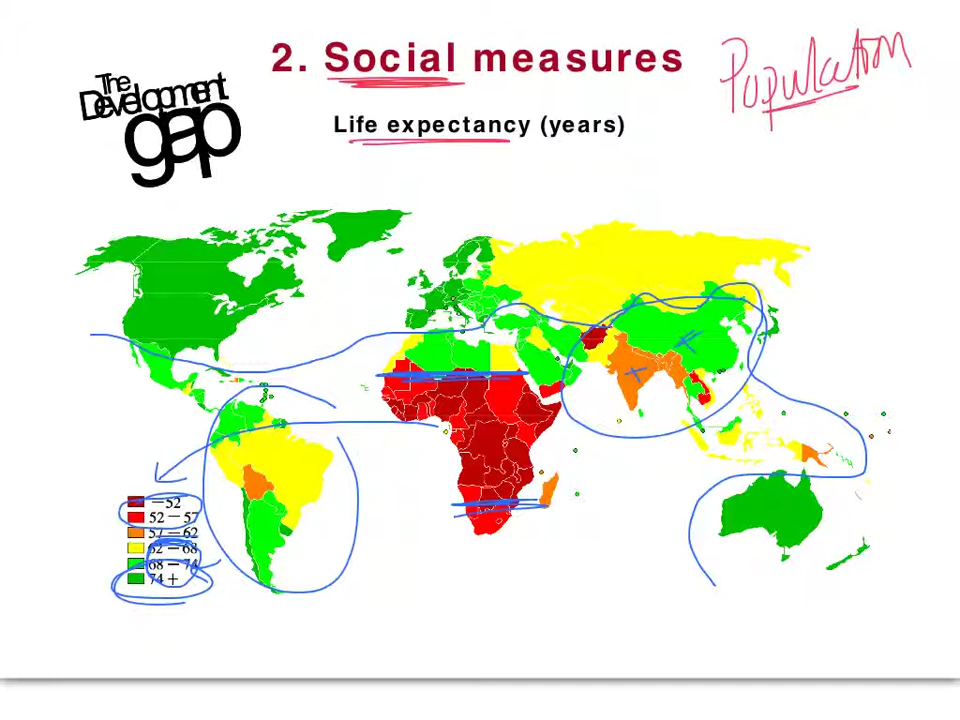 2. Social measures
Population
The
Development
gap
Life expectancy (years)
—52
52 — 57
57 — 62
62 — 68
68 — 74
74 +